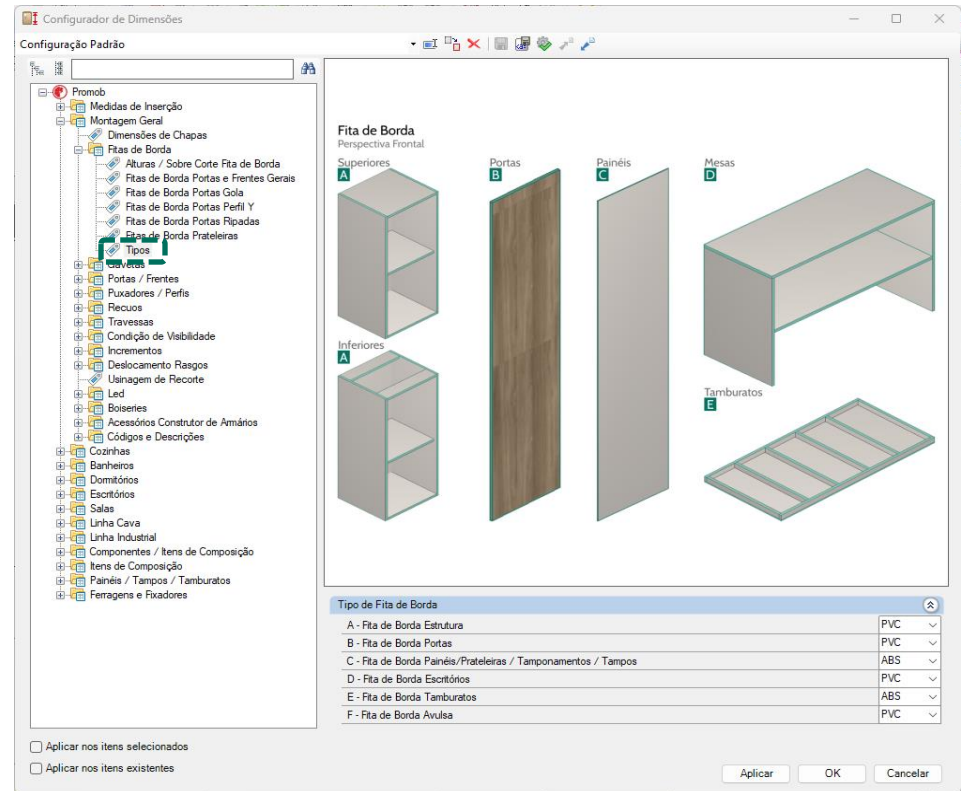 Configurador de Dimensões
Configuração Padrão
Promob
Medidas de Inserção
Montagem Geral
Dimensões de Chapas
Fitas de Borda
Alturas / Sobre Corte Fita de Borda
Fitas de Borda Portas e Frentes Gerais
Fitas de Borda Portas Gola
Fitas de Borda Portas Perfil Y
Fitas de Borda Portas Ripadas
Fitas de Borda Prateleiras
Tipos
Gavetas
Portas / Frentes
Puxadores / Perfis
Recuos
Travessas
Condição de Visibilidade
Incrementos
Deslocamento Rasgos
Usinagem de Recorte
Led
Boiseries
Acessórios Construtor de Armários
Códigos e Descrições
Cozinhas
Banheiros
Dormitórios
Escritórios
Salas
Linha Cava
Linha Industrial
Componentes / Itens de Composição
Itens de Composição
Painéis / Tampos / Tamburatos
Ferragens e Fixadores
Fita de Borda
Perspectiva Frontal
Superiores
A
Portas
B
Painéis
C
Mesas
D
Inferiores
A
Tamburatos
E
Tipo de Fita de Borda
A - Fita de Borda Estrutura PVC
B - Fita de Borda Portas PVC
C - Fita de Borda Painéis/Prateleiras / Tamponamentos / Tampos ABS
D - Fita de Borda Escritórios PVC
E - Fita de Borda Tamburatos ABS
F - Fita de Borda Avulsa PVC
Aplicar nos itens selecionados
Aplicar nos itens existentes
Aplicar OK Cancelar